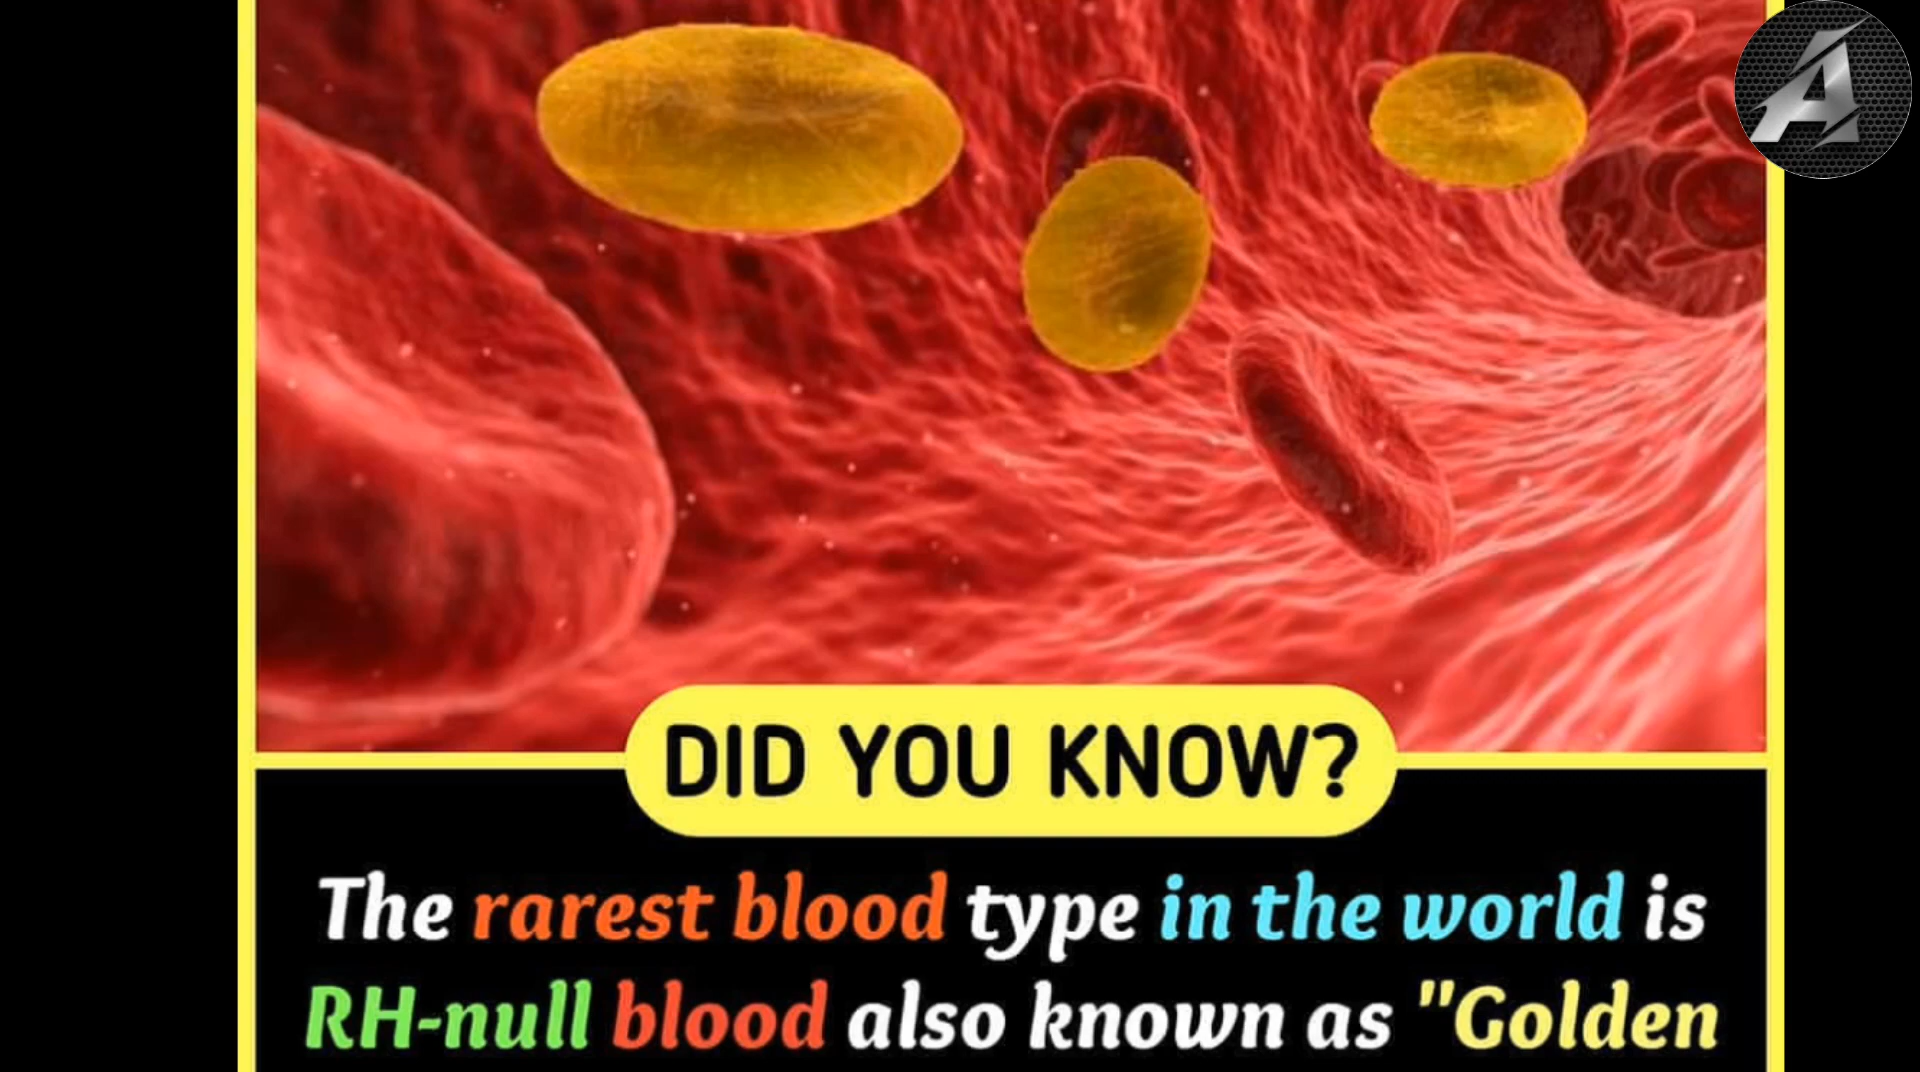 A
DID YOU KNOW?
The rarest blood type in the world is
RH-null blood also known as "Golden